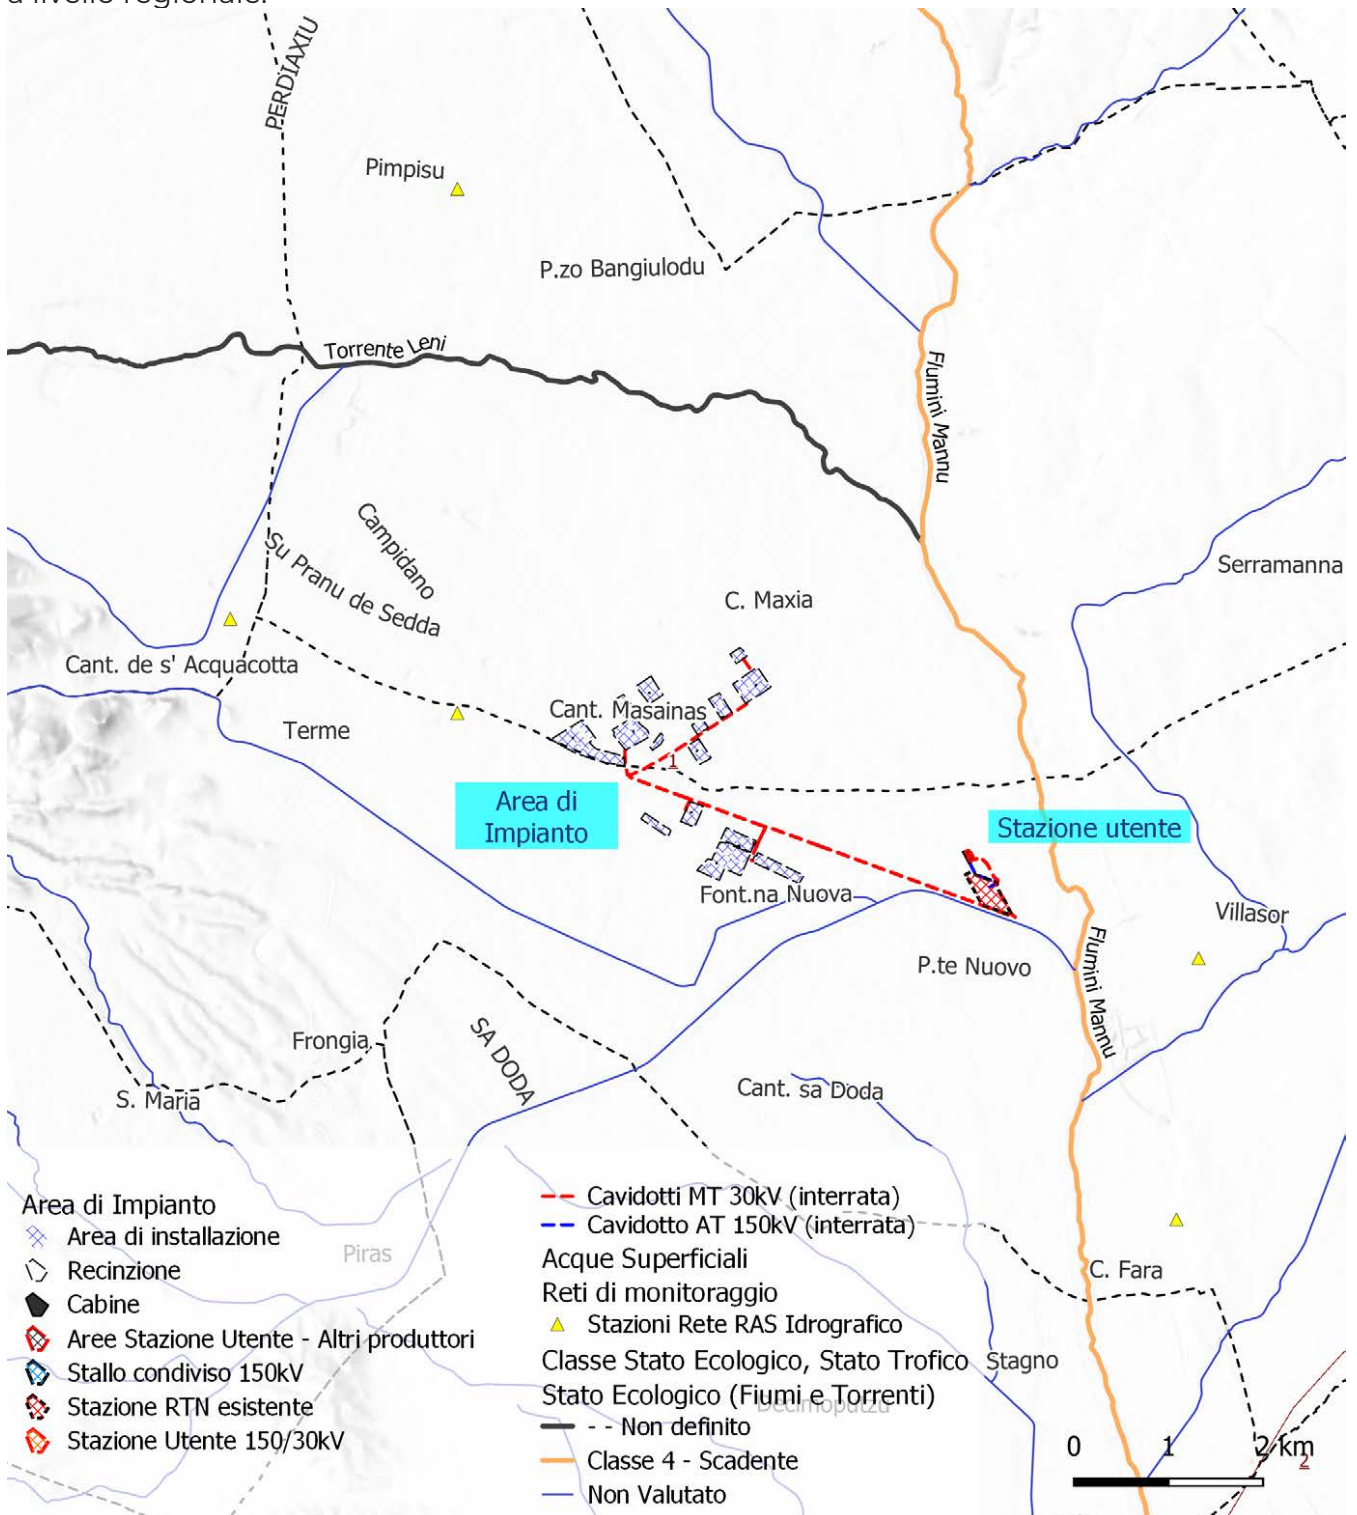 a livello regionale.
PERDIAXIU
Pimpisu
P.zo Bangiulodu
Torrente Leni
Flumini Mannu
Campidano
Su Pranu de Sedda
C. Maxia
Serramanna
Cant. de s' Acquacotta
Terme
Cant. Masainas
1
Area di
Impianto
Stazione utente
Font.na Nuova
Villasor
P.te Nuovo
Flumini Mannu
Frongia
SA DODA
S. Maria
Cant. sa Doda
Piras
C. Fara
Stagno
Decimoputzu
Area di Impianto
Area di installazione
Recinzione
Cabine
Aree Stazione Utente - Altri produttori
Stallo condiviso 150kV
Stazione RTN esistente
Stazione Utente 150/30kV
Cavidotti MT 30kV (interrata)
Cavidotto AT 150kV (interrata)
Acque Superficiali
Reti di monitoraggio
Stazioni Rete RAS Idrografico
Classe Stato Ecologico, Stato Trofico
Stato Ecologico (Fiumi e Torrenti)
- - Non definito
Classe 4 - Scadente
Non Valutato
0 1 2 km
2